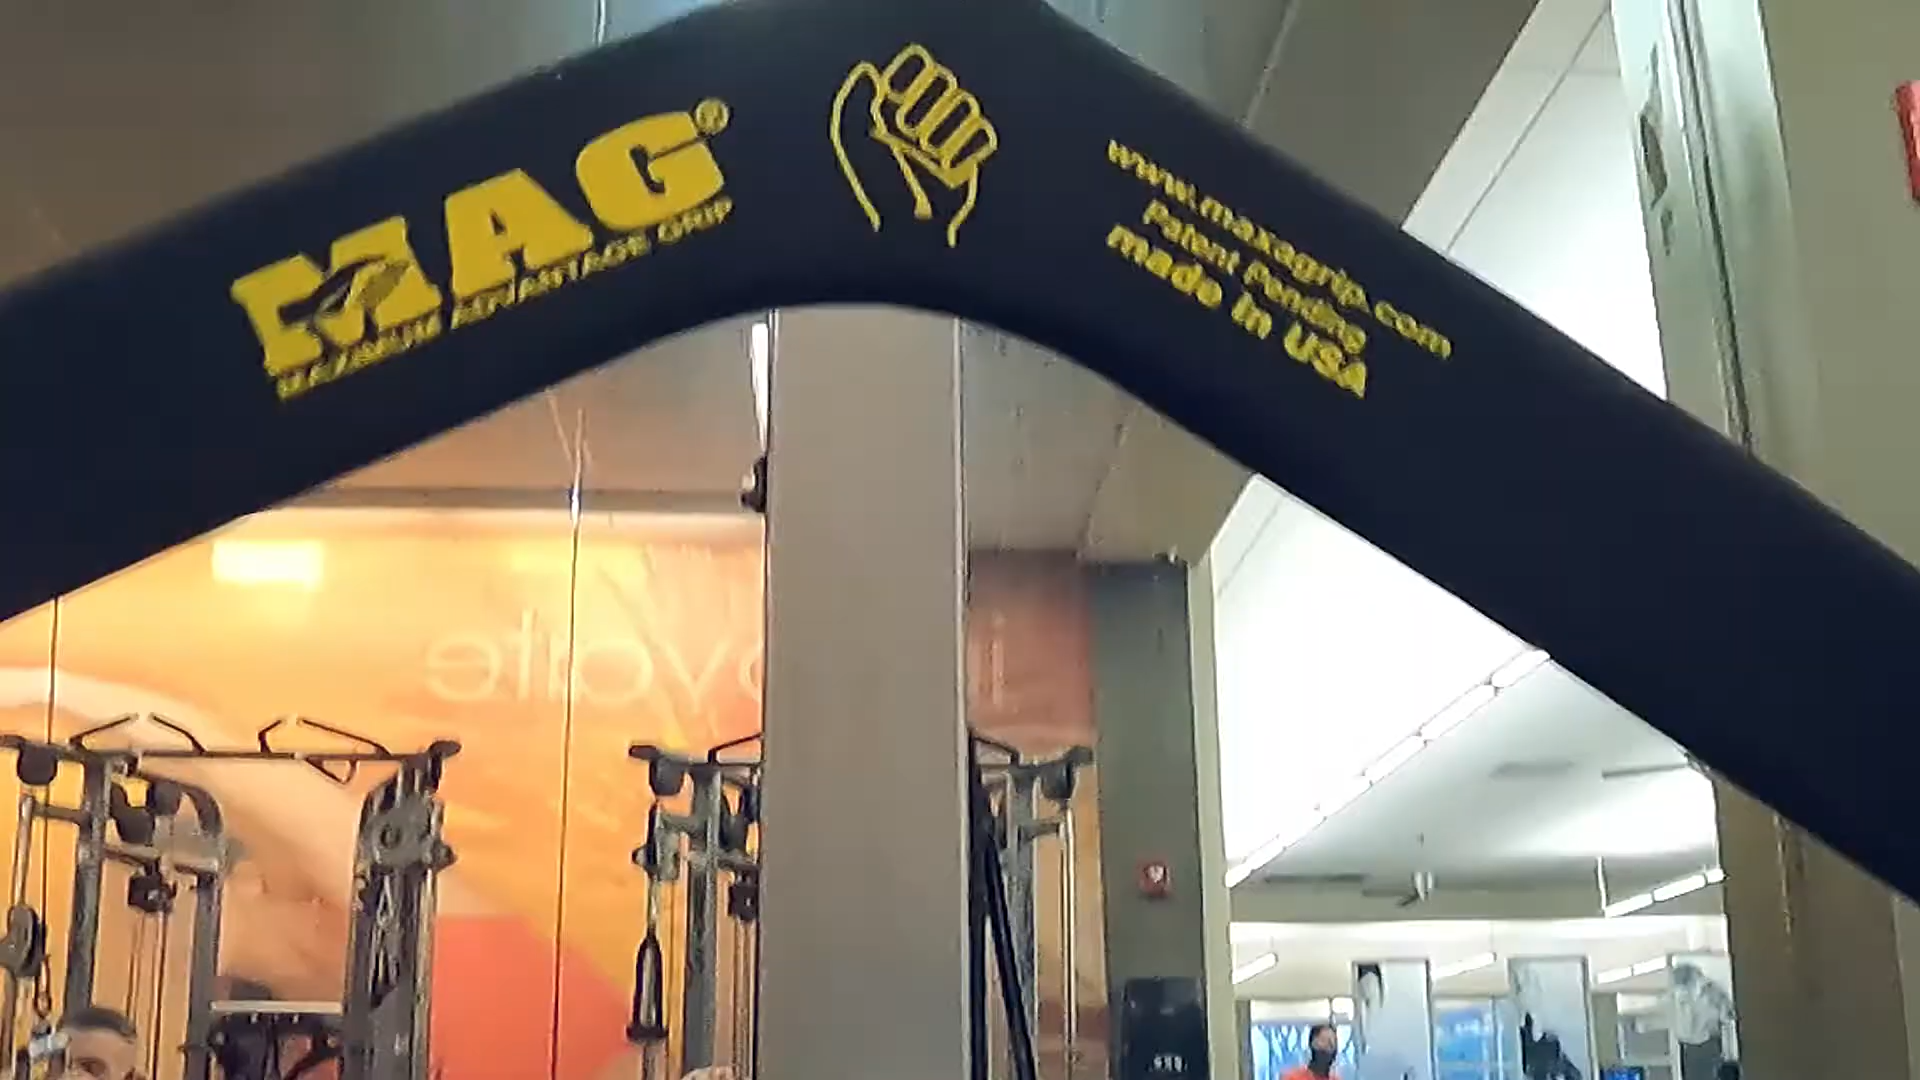 MAG®
MAXIMUM ADVANTAGE GRIP
www.maxagrip.com
Patent Pending
made in USA